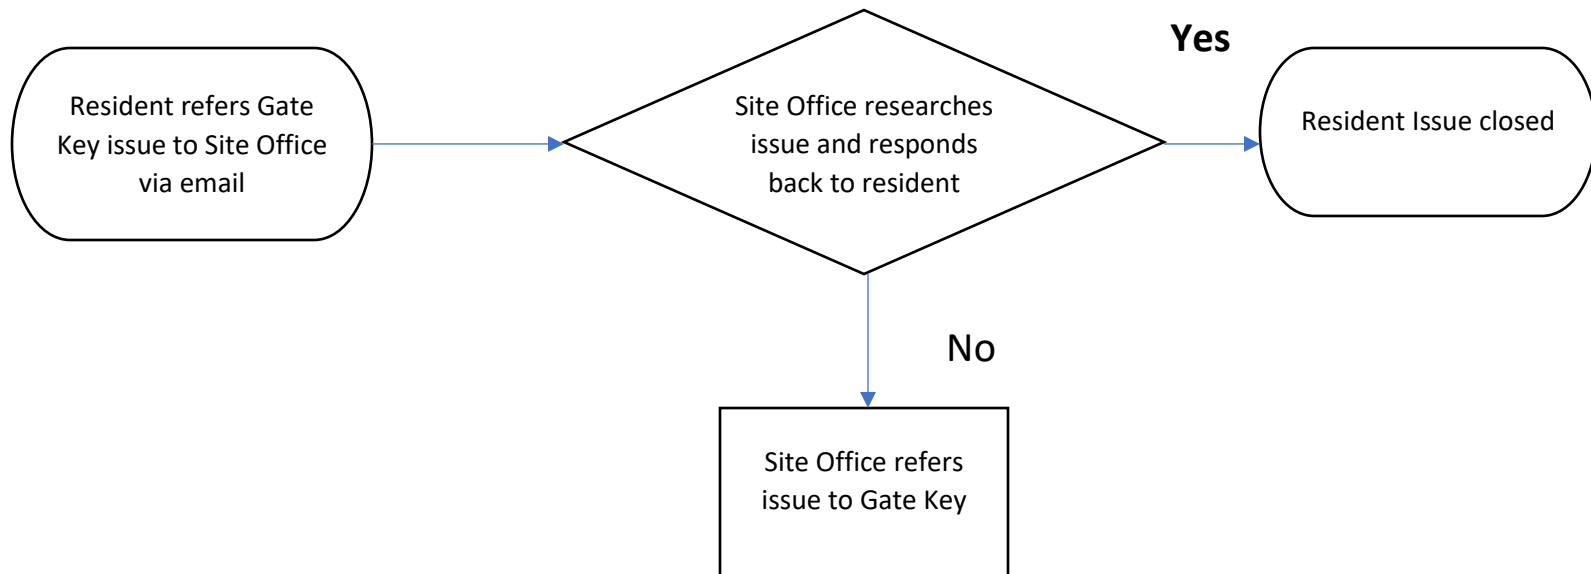 Resident refers Gate
Key issue to Site Office
via email
Site Office researches
issue and responds
back to resident
Yes
Resident Issue closed
No
Site Office refers
issue to Gate Key